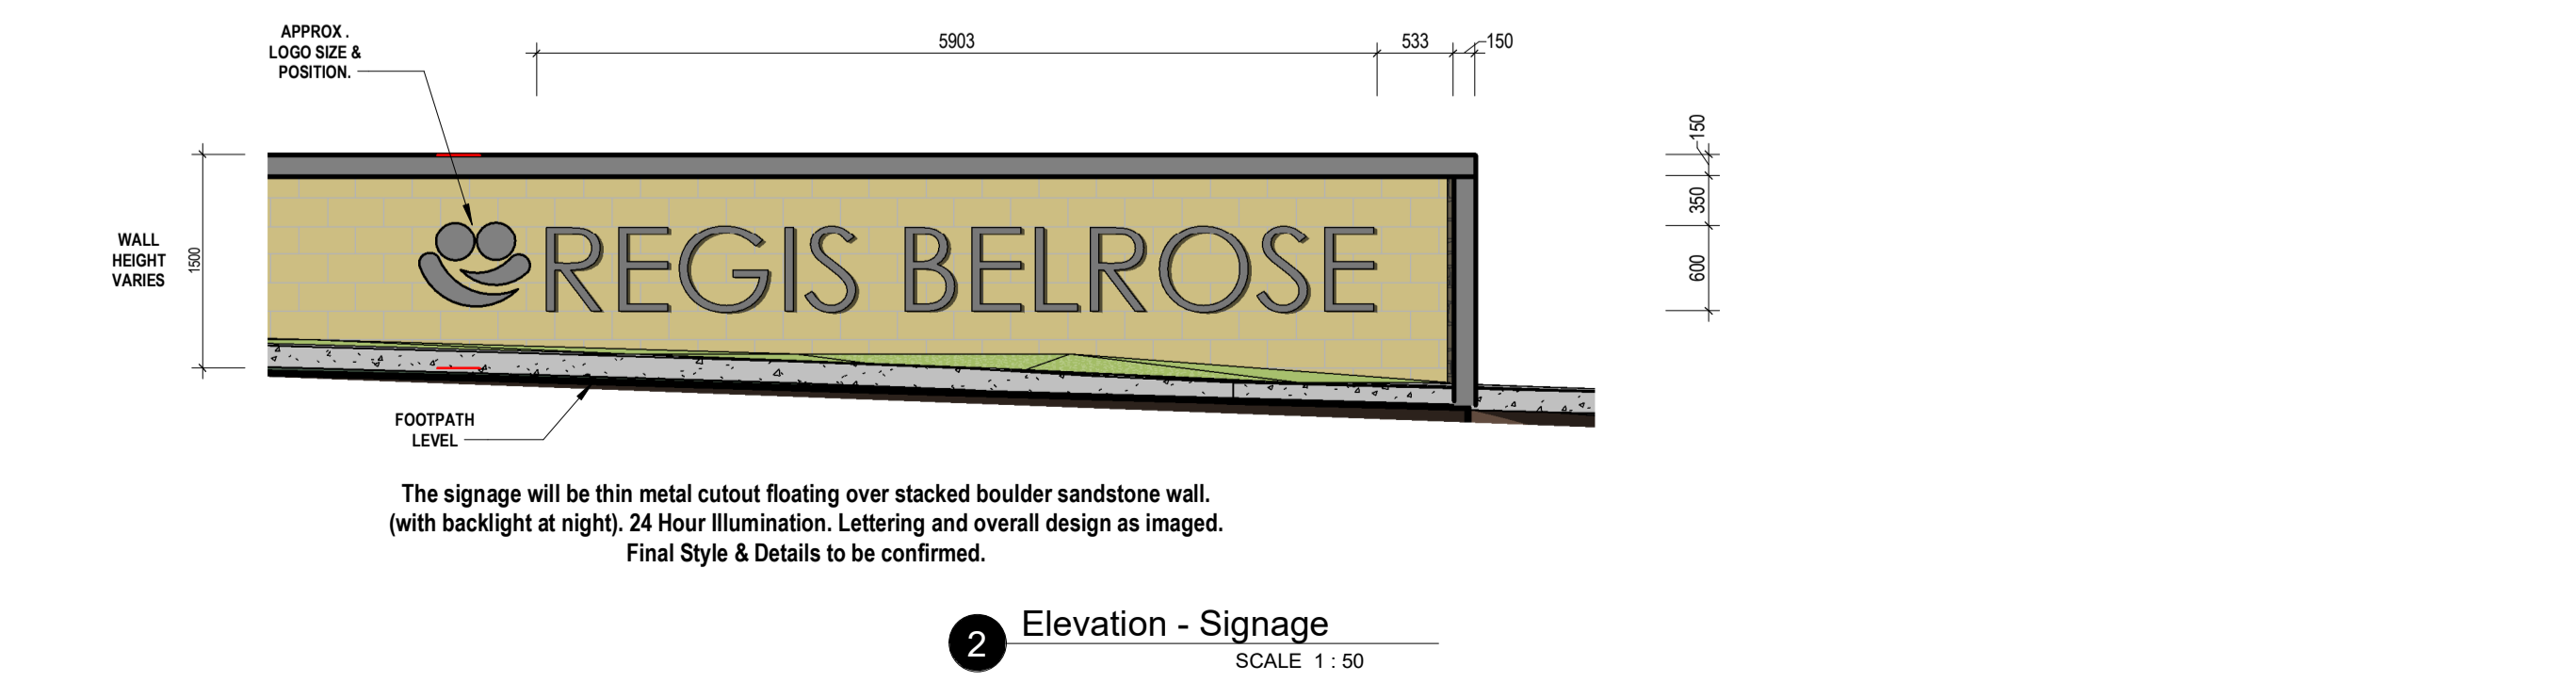 APPROX .
LOGO SIZE &
POSITION.
5903
533
150
150
350
600
WALL
HEIGHT
VARIES
1500
REGIS BELROSE
FOOTPATH
LEVEL
The signage will be thin metal cutout floating over stacked boulder sandstone wall.
(with backlight at night). 24 Hour Illumination. Lettering and overall design as imaged.
Final Style & Details to be confirmed.
2
Elevation - Signage
SCALE 1 : 50